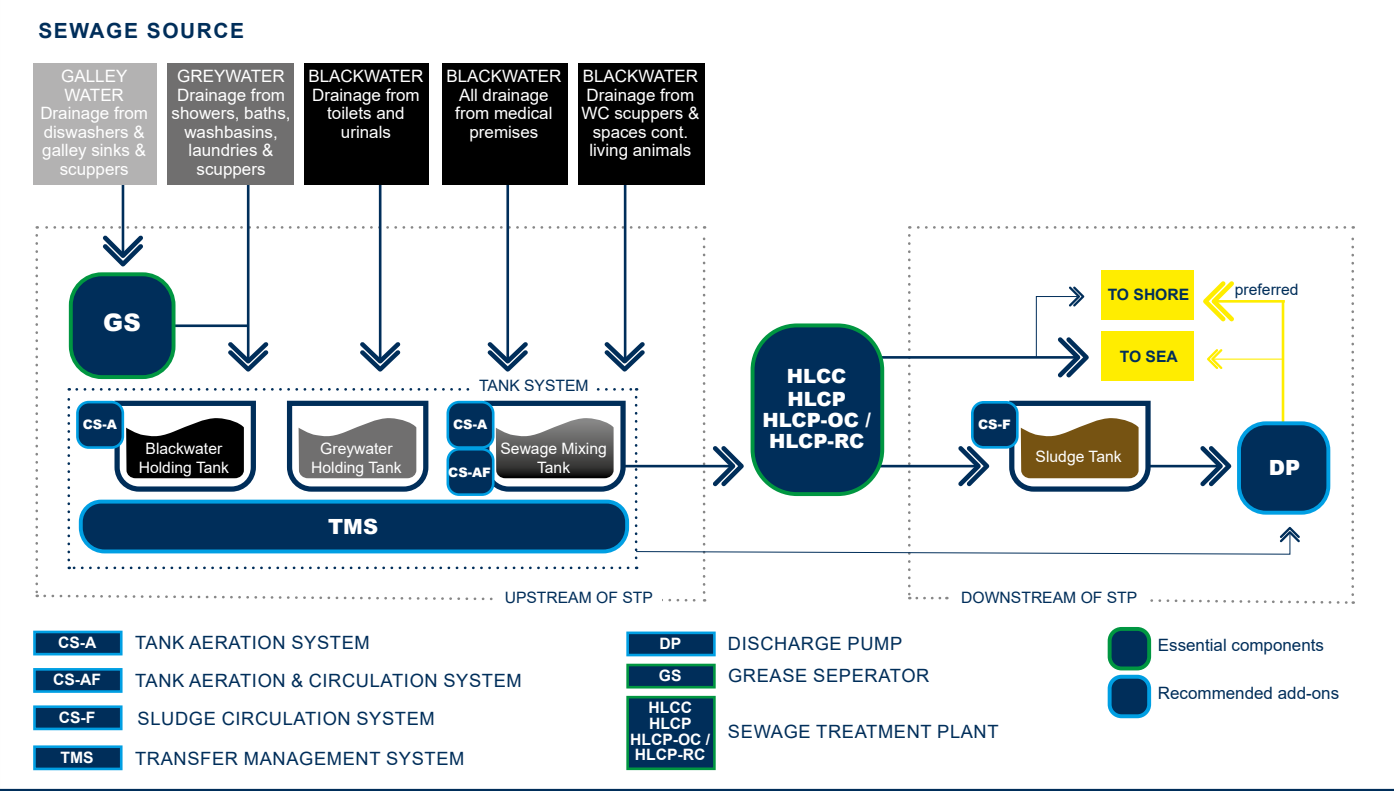 SEWAGE SOURCE
GALLEY
WATER
Drainage from
diswashers &
galley sinks &
scuppers
GREYWATER
Drainage from
showers, baths,
washbasins,
laundries &
scuppers
BLACKWATER
Drainage from
toilets and
urinals
BLACKWATER
All drainage
from medical
premises
BLACKWATER
Drainage from
WC scuppers &
spaces cont.
living animals
GS
TANK SYSTEM
CS-A
Blackwater
Holding Tank
Greywater
Holding Tank
CS-A
CS-AF
Sewage Mixing
Tank
TMS
UPSTREAM OF STP
HLCC
HLCP
HLCP-OC /
HLCP-RC
TO SHORE
preferred
TO SEA
CS-F
Sludge Tank
DP
DOWNSTREAM OF STP
CS-A
TANK AERATION SYSTEM
CS-AF
TANK AERATION & CIRCULATION SYSTEM
CS-F
SLUDGE CIRCULATION SYSTEM
TMS
TRANSFER MANAGEMENT SYSTEM
DP
DISCHARGE PUMP
GS
GREASE SEPERATOR
HLCC
HLCP
HLCP-OC /
HLCP-RC
SEWAGE TREATMENT PLANT
Essential components
Recommended add-ons